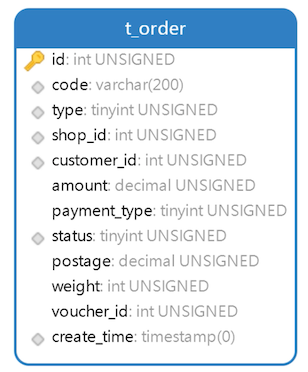 t_order
id: int UNSIGNED
code: varchar(200)
type: tinyint UNSIGNED
shop_id: int UNSIGNED
customer_id: int UNSIGNED
amount: decimal UNSIGNED
payment_type: tinyint UNSIGNED
status: tinyint UNSIGNED
postage: decimal UNSIGNED
weight: int UNSIGNED
voucher_id: int UNSIGNED
create_time: timestamp(0)